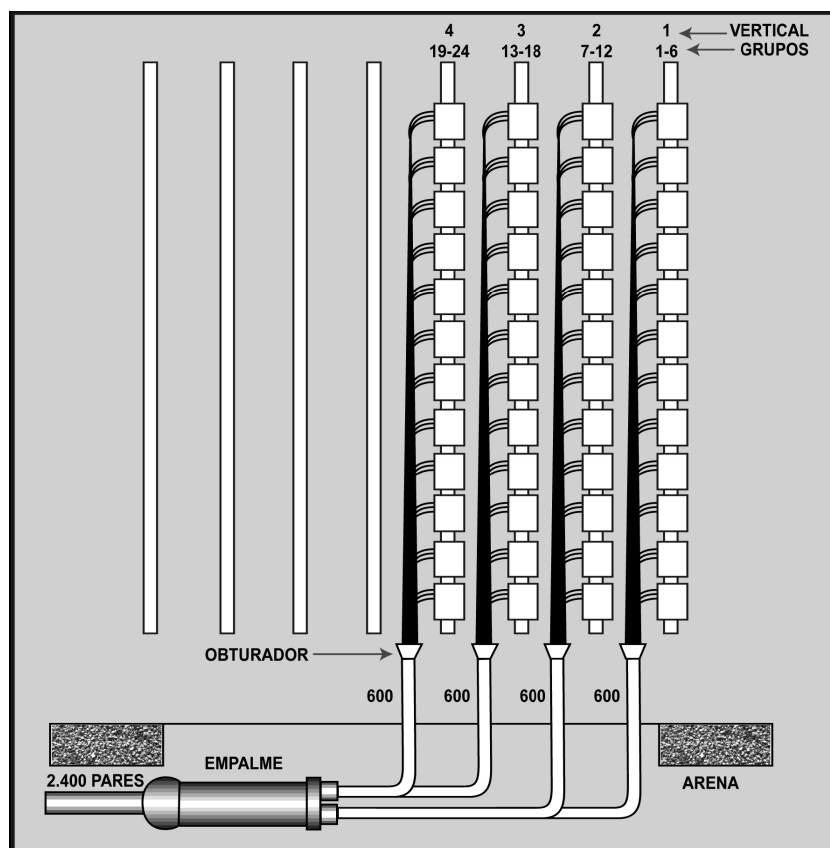 4 3 2 1 VERTICAL
19-24 13-18 7-12 1-6 GRUPOS
OBTURADOR
600 600 600 600
EMPALME
2.400 PARES
ARENA